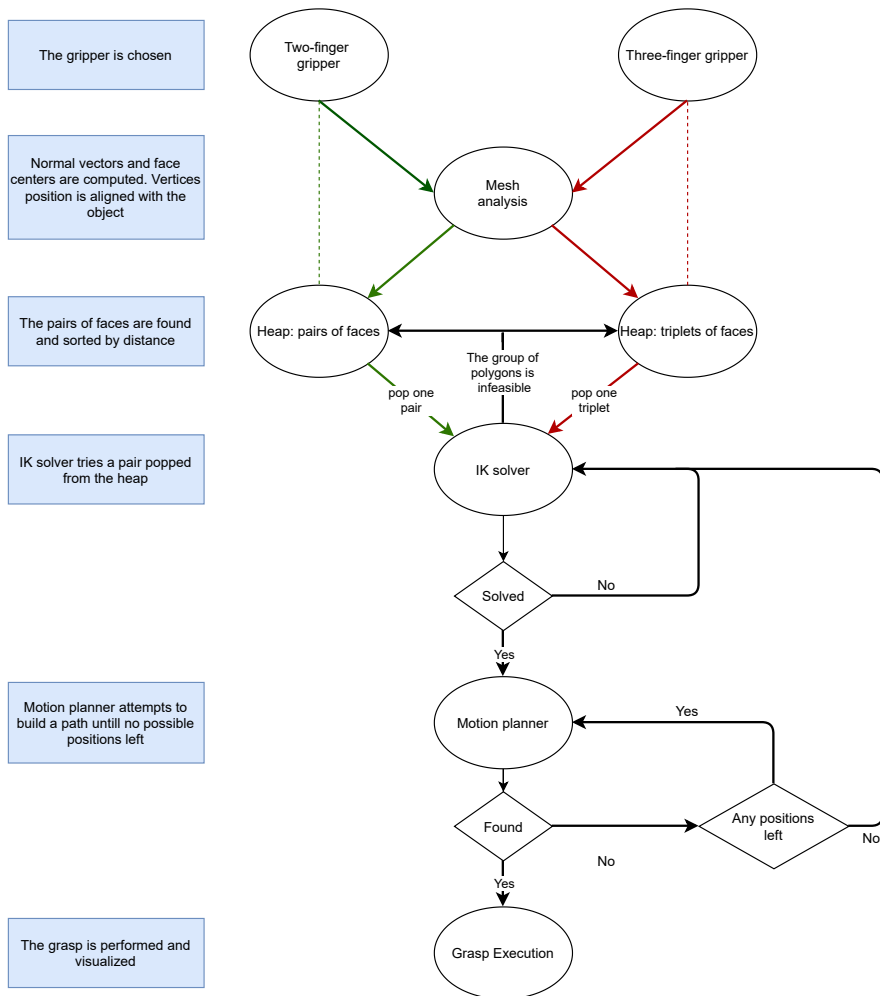 The gripper is chosen
Two-finger
gripper
Three-finger gripper
Normal vectors and face
centers are computed. Vertices
position is aligned with the
object
Mesh
analysis
The pairs of faces are found
and sorted by distance
Heap: pairs of faces
Heap: triplets of faces
The group of
polygons is
infeasible
pop one
pair
pop one
triplet
IK solver tries a pair popped
from the heap
IK solver
Solved
No
Yes
Motion planner attempts to
build a path untill no possible
positions left
Motion planner
Yes
Found
Any positions
left
No
No
Yes
The grasp is performed and
visualized
Grasp Execution